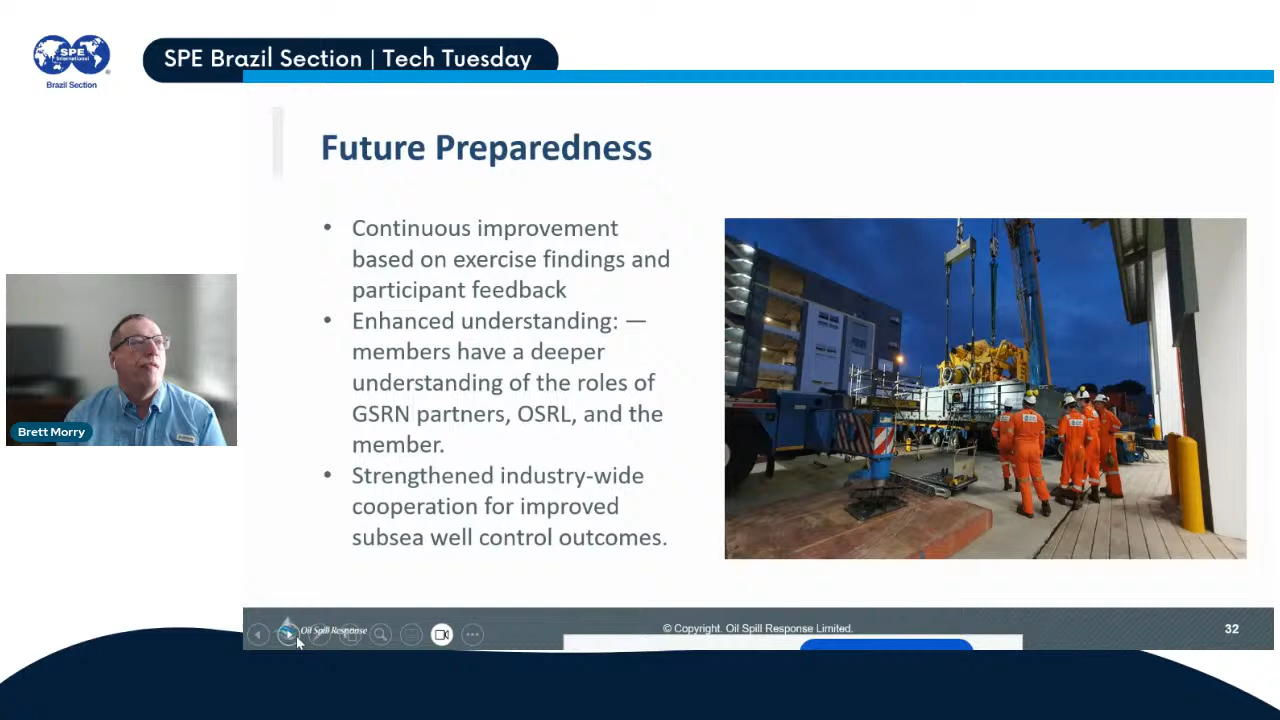 SPE
International
Brazil Section
SPE Brazil Section | Tech Tuesday
Future Preparedness
• Continuous improvement
based on exercise findings and
participant feedback
• Enhanced understanding: —
members have a deeper
understanding of the roles of
GSRN partners, OSRL, and the
member.
• Strengthened industry-wide
cooperation for improved
subsea well control outcomes.
Brett Morry
Oil Spill Response
© Copyright. Oil Spill Response Limited.
32